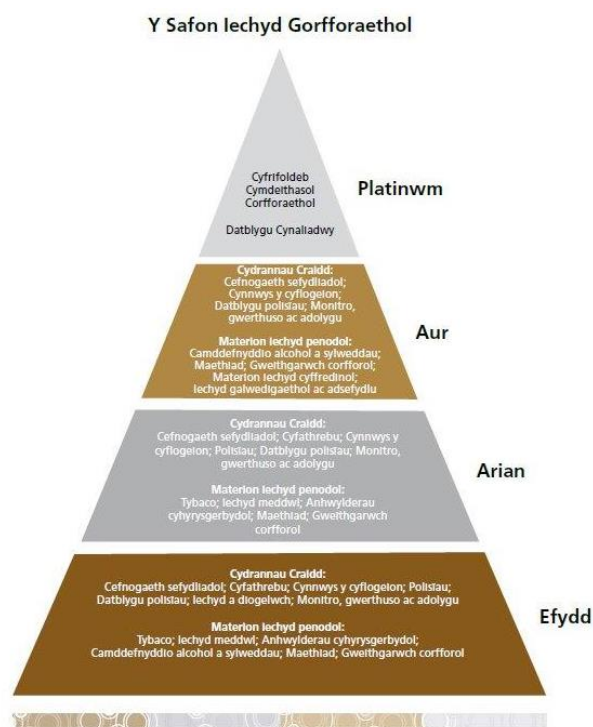 Y Safon Iechyd Gorfforaethol
Cyfrifoldeb
Cymdeithasol
Corfforaethol
Datblygu Cynaliadwy
Platinwm
Cydrannau Craidd:
Cefnogaeth sefydliadol;
Cynnwys y cyflogeion;
Datblygu polisïau; Monitro,
gwerthuso ac adolygu
Materion iechyd penodol:
Camddefnyddio alcohol a sylweddau;
Maethiad; Gweithgarwch corfforol;
Materion iechyd cyffredinol;
Iechyd galwedigaethol ac adsefydlu
Aur
Cydrannau Craidd:
Cefnogaeth sefydliadol; Cyfathrebu; Cynnwys y
cyflogeion; Polisïau; Datblygu polisïau; Monitro,
gwerthuso ac adolygu
Materion iechyd penodol:
Tybaco; Iechyd meddwl; Anhwylderau
cyhyrysgerbydol; Maethiad; Gweithgarwch
corfforol
Arian
Cydrannau Craidd:
Cefnogaeth sefydliadol; Cyfathrebu; Cynnwys y cyflogeion; Polisïau;
Datblygu polisïau; Iechyd a diogelwch; Monitro, gwerthuso ac adolygu
Materion iechyd penodol:
Tybaco; Iechyd meddwl; Anhwylderau cyhyrysgerbydol;
Camddefnyddio alcohol a sylweddau; Maethiad; Gweithgarwch corfforol
Efydd